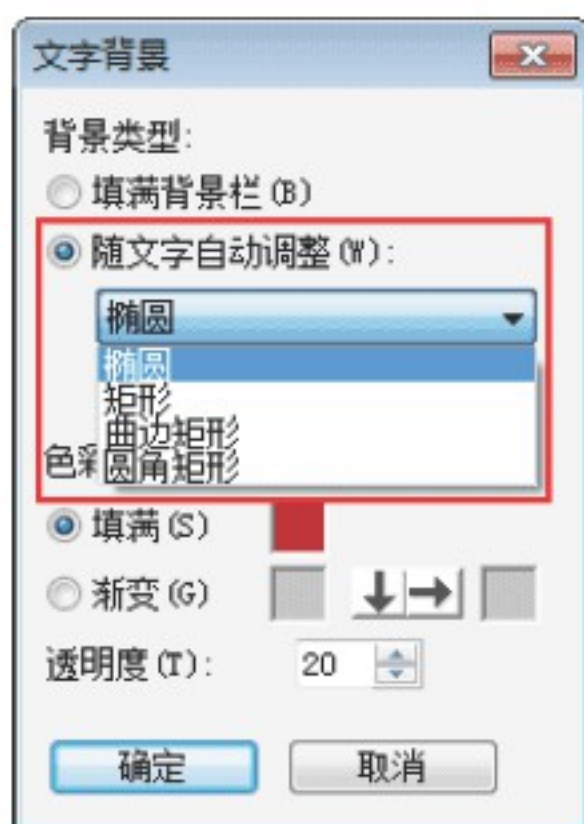 文字背景
背景类型:
填满背景栏(B)
随文字自动调整(W):
椭圆
椭圆
矩形
曲边矩形
圆角矩形
填满(S)
渐变(G)
透明度(T):
20
确定
取消